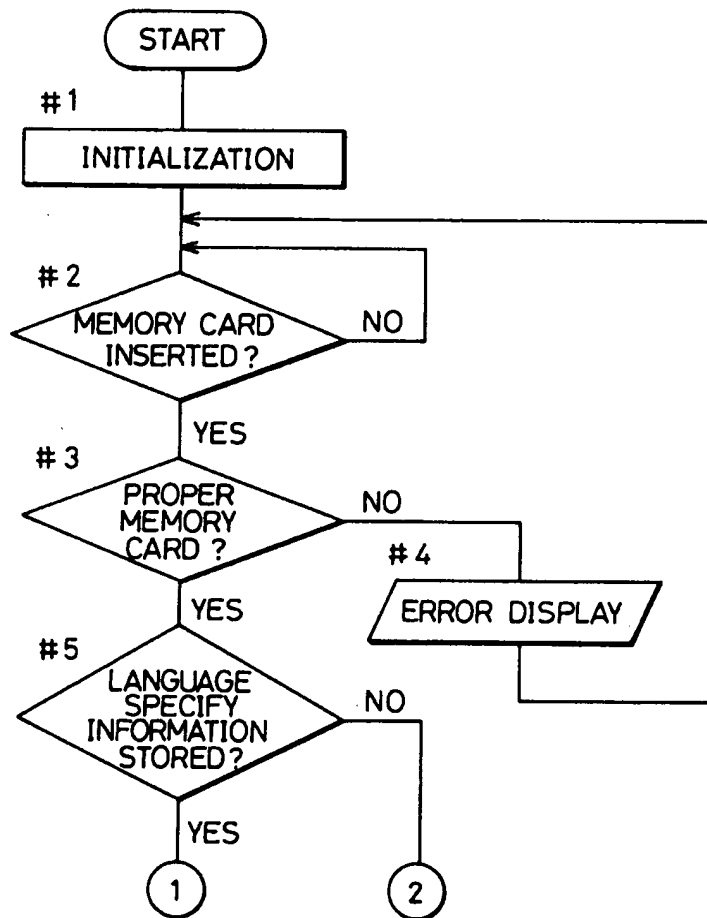 START
#1
INITIALIZATION
#2
MEMORY CARD
INSERTED?
NO
YES
#3
PROPER
MEMORY
CARD?
NO
#4
ERROR DISPLAY
YES
#5
LANGUAGE
SPECIFY
INFORMATION
STORED?
NO
YES
1
2